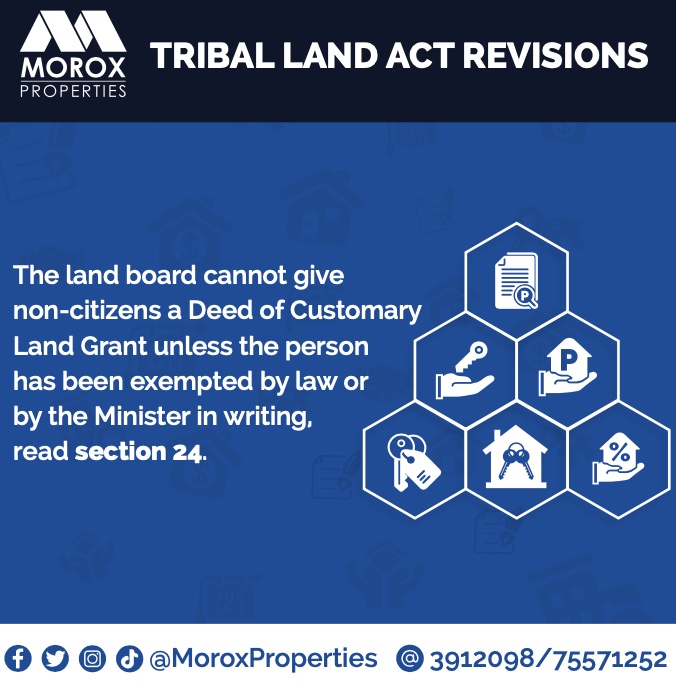 MOROX
PROPERTIES
TRIBAL LAND ACT REVISIONS
The land board cannot give
non-citizens a Deed of Customary
Land Grant unless the person
has been exempted by law or
by the Minister in writing,
read section 24.
P
P
%
@MoroxProperties @ 3912098/75571252